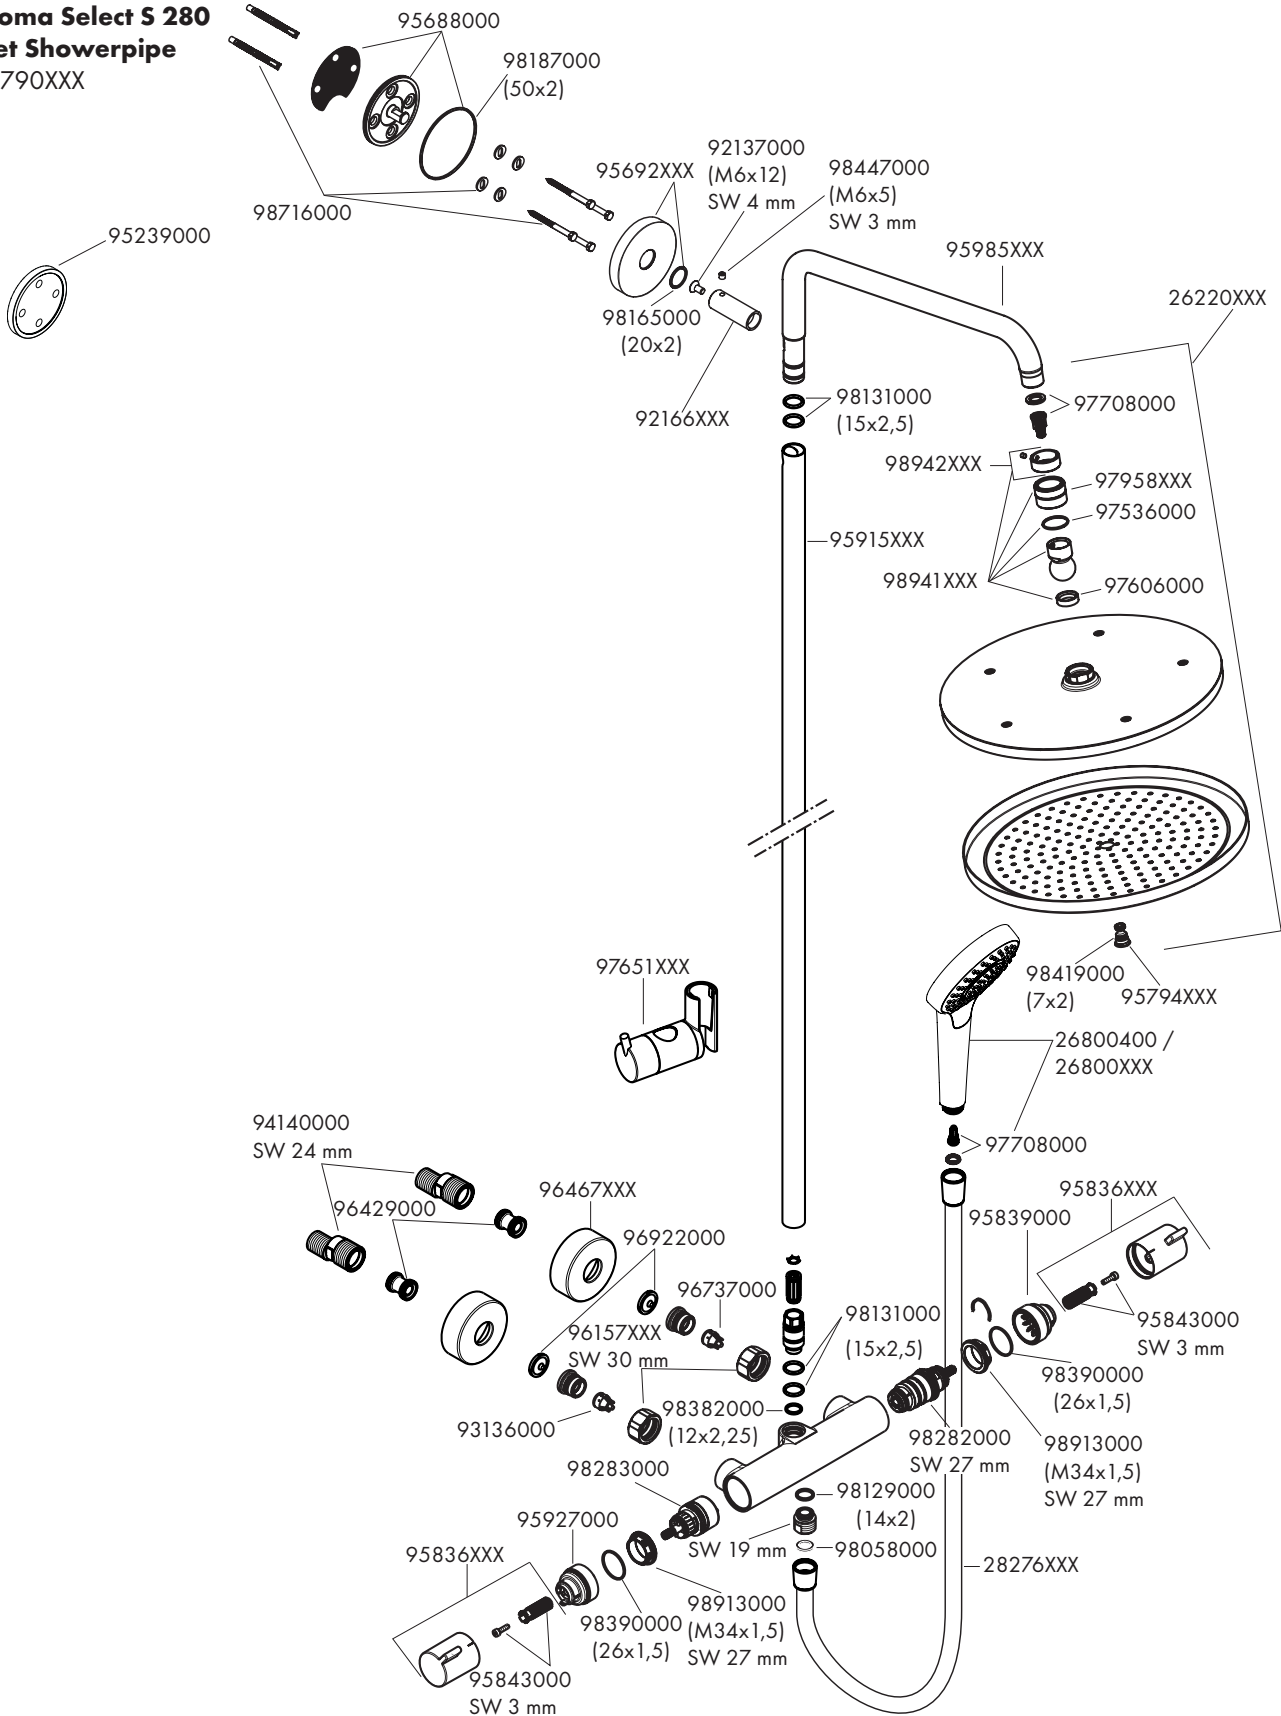 oma Select S 280
et Showerpipe
790XXX
95688000
98187000
(50x2)
92137000
(M6x12)
SW 4 mm
95692XXX
98447000
(M6x5)
SW 3 mm
98716000
95239000
95985XXX
26220XXX
98165000
(20x2)
92166XXX
98131000
(15x2,5)
97708000
98942XXX
97958XXX
97536000
95915XXX
98941XXX
97606000
97651XXX
98419000
(7x2)
95794XXX
26800400 /
26800XXX
94140000
SW 24 mm
97708000
96429000
96467XXX
95836XXX
95839000
96922000
96737000
98131000
(15x2,5)
95843000
SW 3 mm
96157XXX
SW 30 mm
98390000
(26x1,5)
93136000
98382000
(12x2,25)
98282000
SW 27 mm
98913000
(M34x1,5)
SW 27 mm
98283000
98129000
(14x2)
95927000
SW 19 mm
98058000
95836XXX
28276XXX
98390000
(26x1,5)
98913000
(M34x1,5)
SW 27 mm
95843000
SW 3 mm